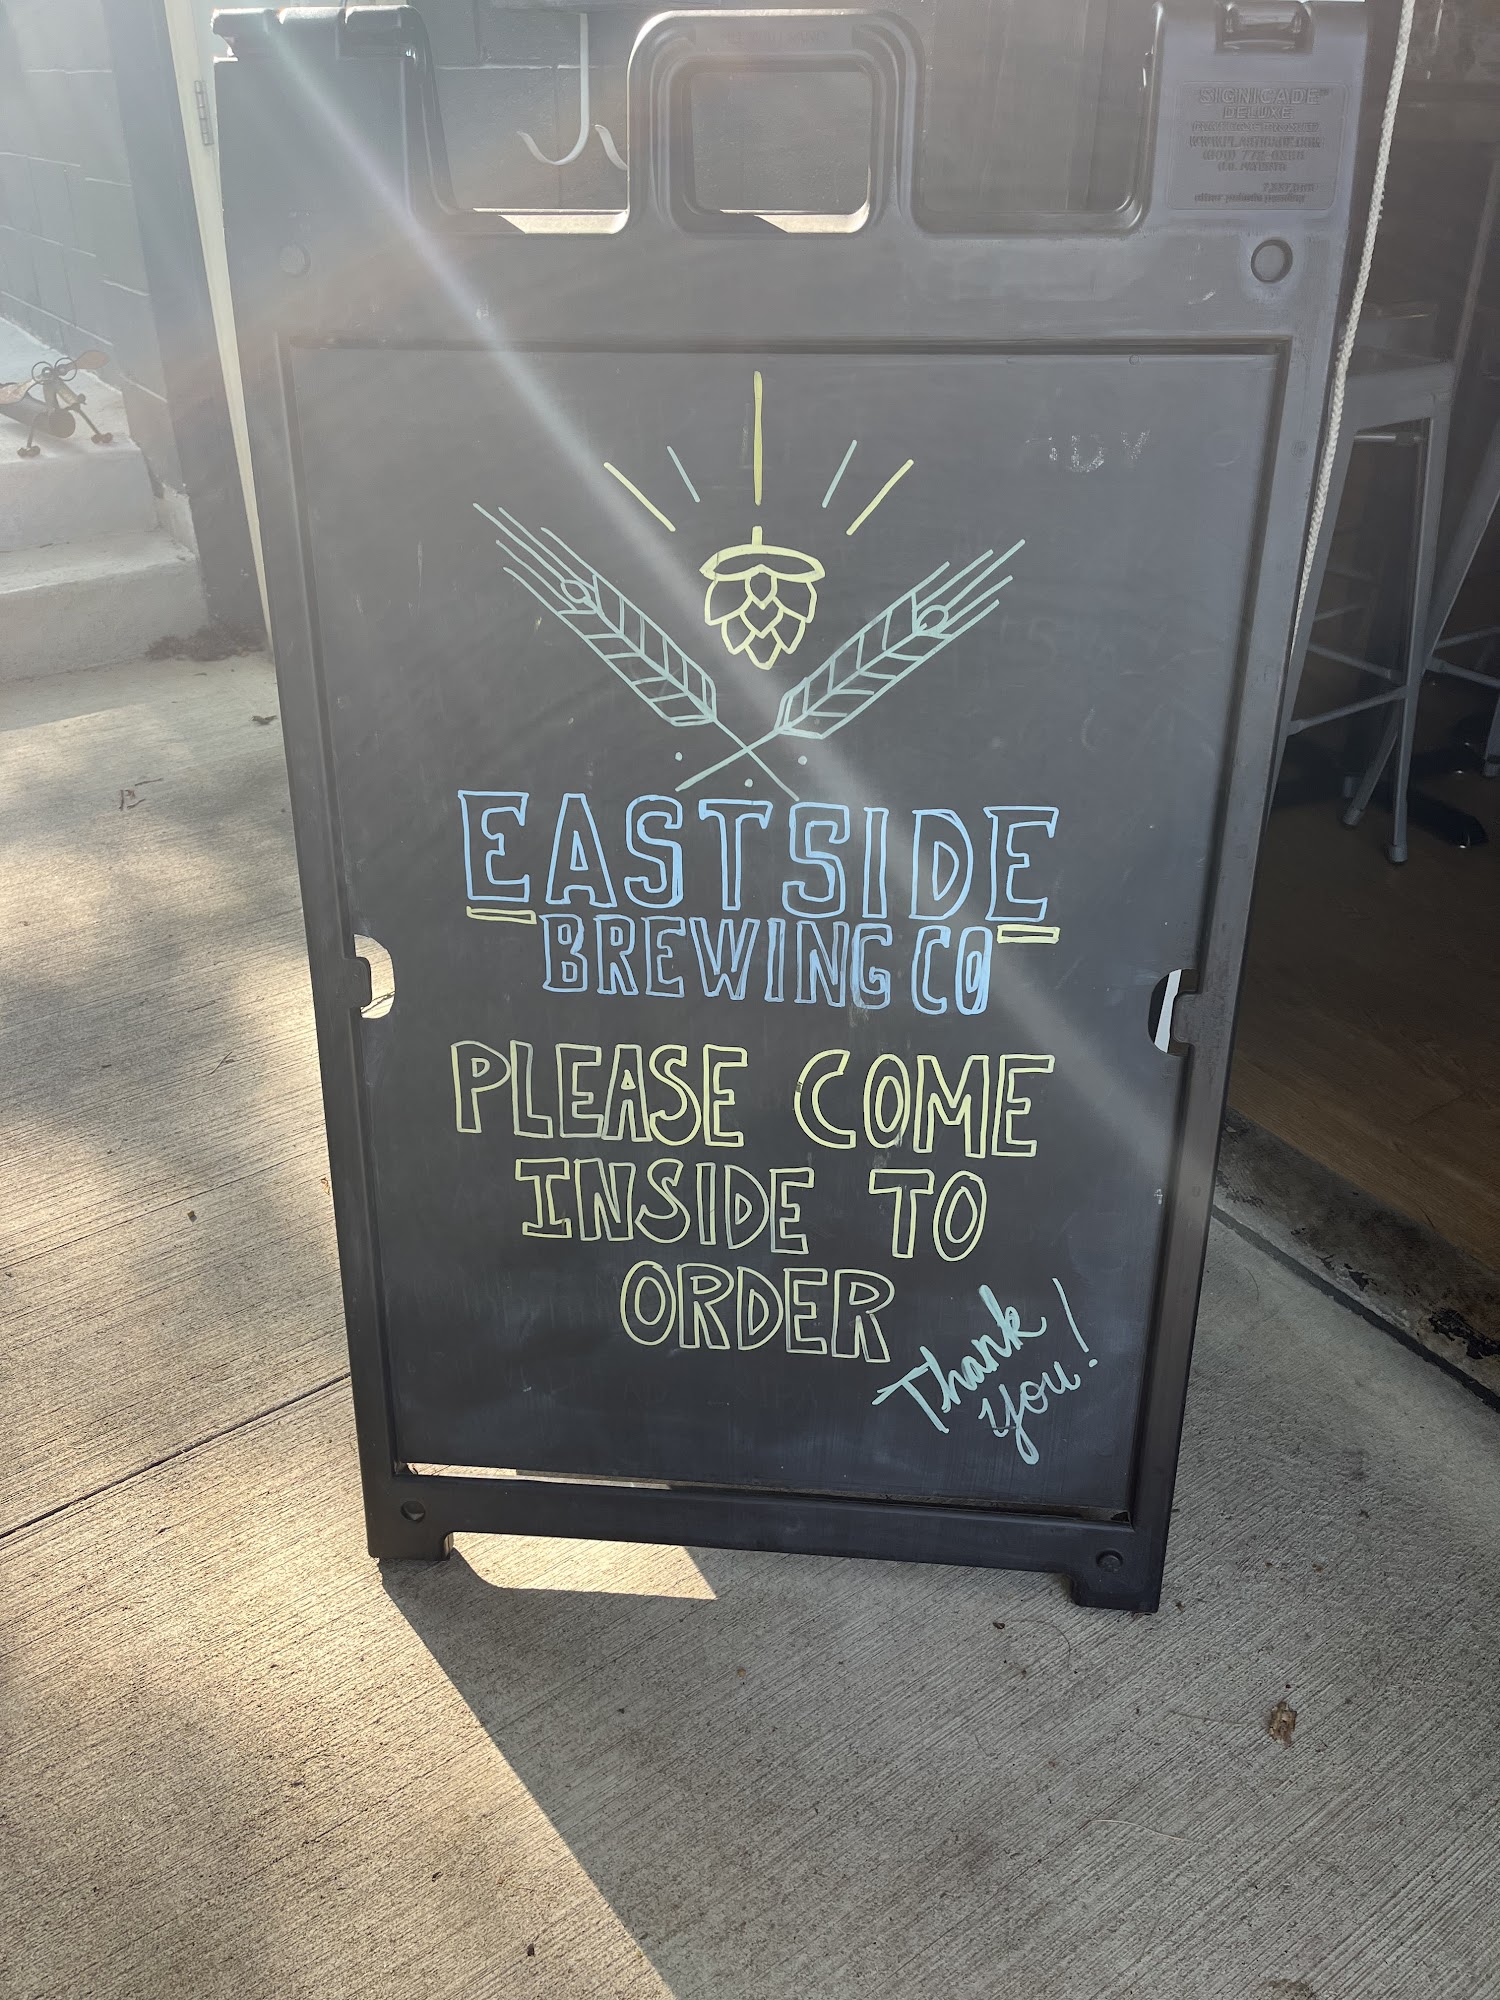 SIGNICADE
DELUXE
EASTSIDE
BREWING CO
PLEASE COME
INSIDE TO
ORDER
Thank
you!